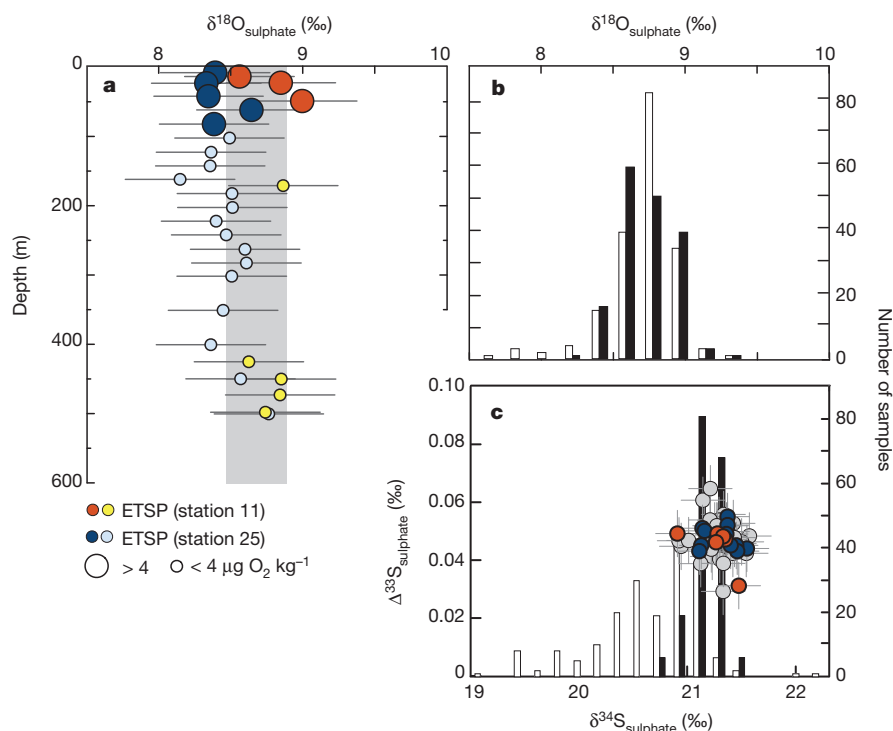 δ¹⁸Osulphate (‰)
8 9 10
a
0
200
400
600
Depth (m)
ETSP (station 11)
ETSP (station 25)
> 4 < 4 µg O₂ kg⁻¹
δ¹⁸Osulphate (‰)
8 9 10
b
80
60
40
20
0
c
0.10
0.08
0.06
0.04
0.02
0
Δ³³Ssulphate (‰)
80
60
40
20
0
Number of samples
19 20 21 22
δ³⁴Ssulphate (‰)